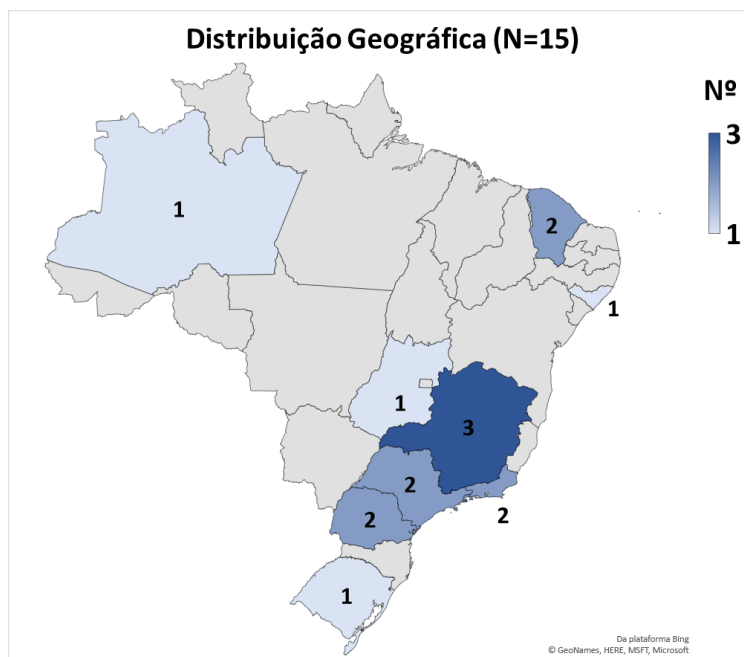 Distribuição Geográfica (N=15)
Nº
3
1
1
2
1
1
3
2
2
2
1
Da plataforma Bing
© GeoNames, HERE, MSFT, Microsoft